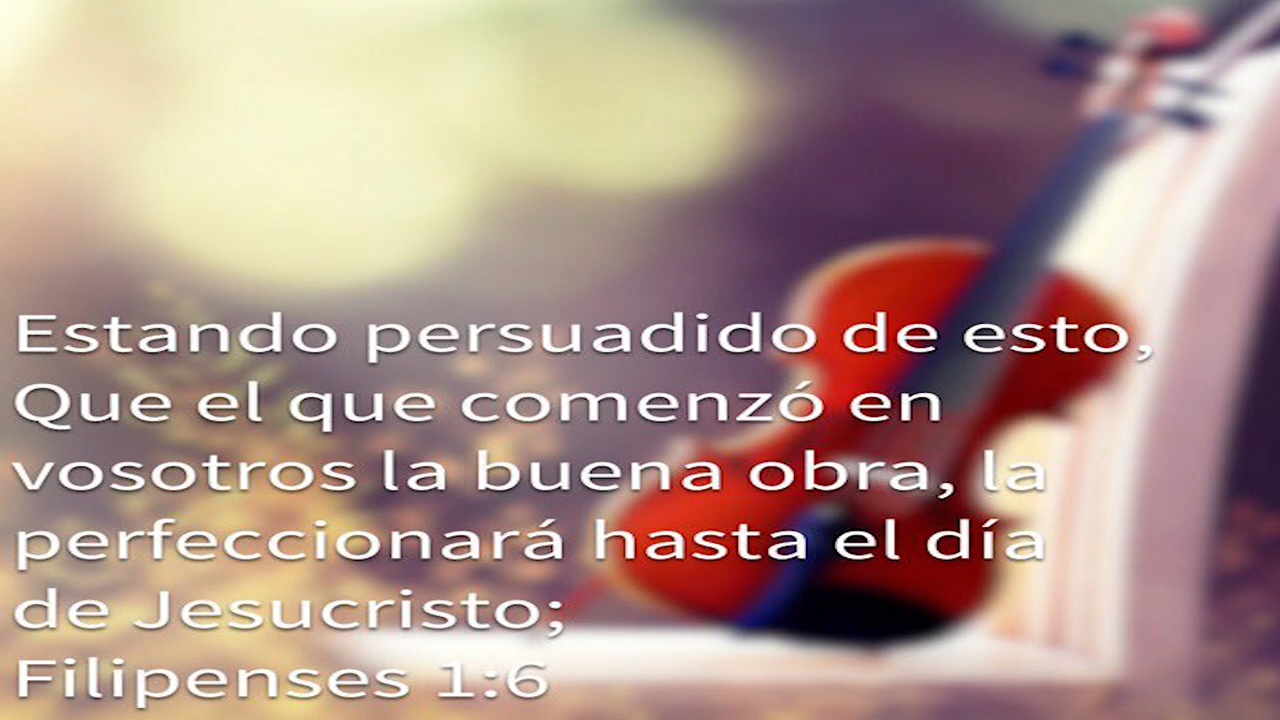 Estando persuadido de esto,
Que el que comenzó en
vosotros la buena obra, la
perfeccionará hasta el día
de Jesucristo;
Filipenses 1:6